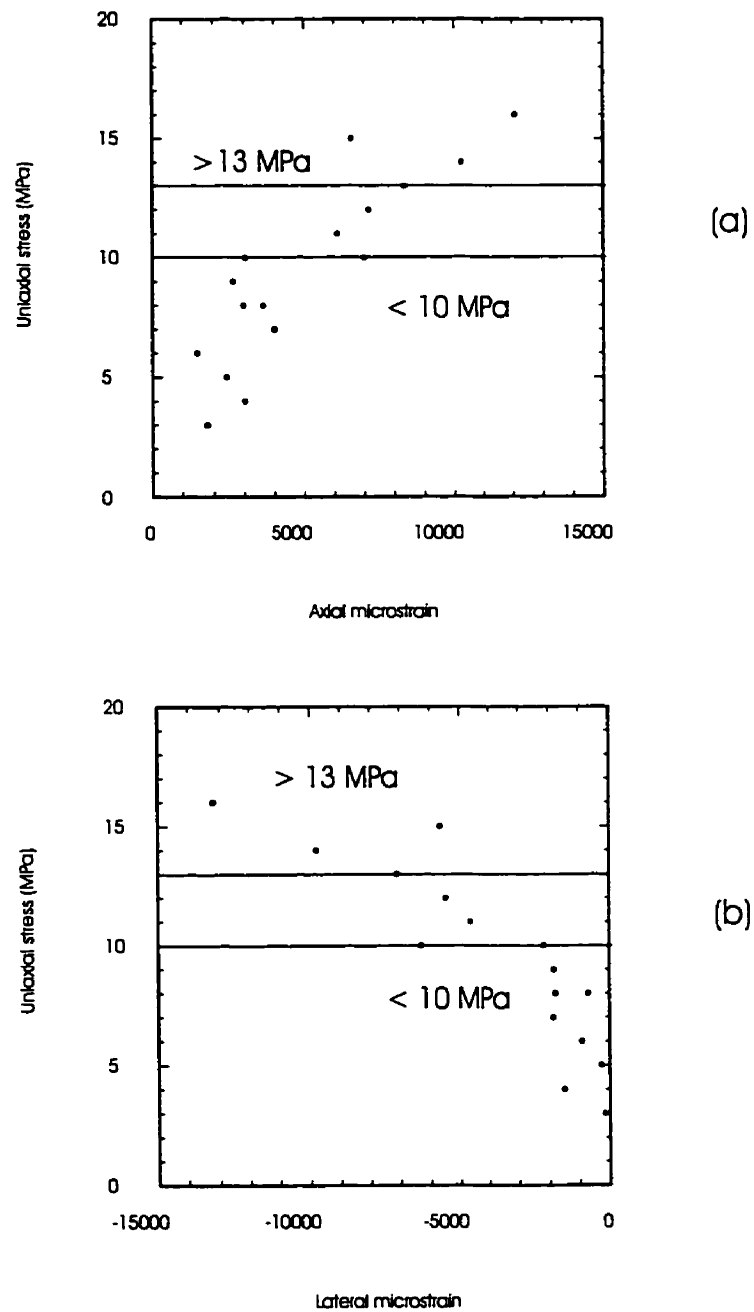 20
15
> 13 MPa
10
< 10 MPa
5
0
Uniaxial stress (MPa)
0 5000 10000 15000
Axial microstrain
(a)
20
> 13 MPa
15
10
< 10 MPa
5
0
Uniaxial stress (MPa)
-15000 -10000 -5000 0
Lateral microstrain
(b)